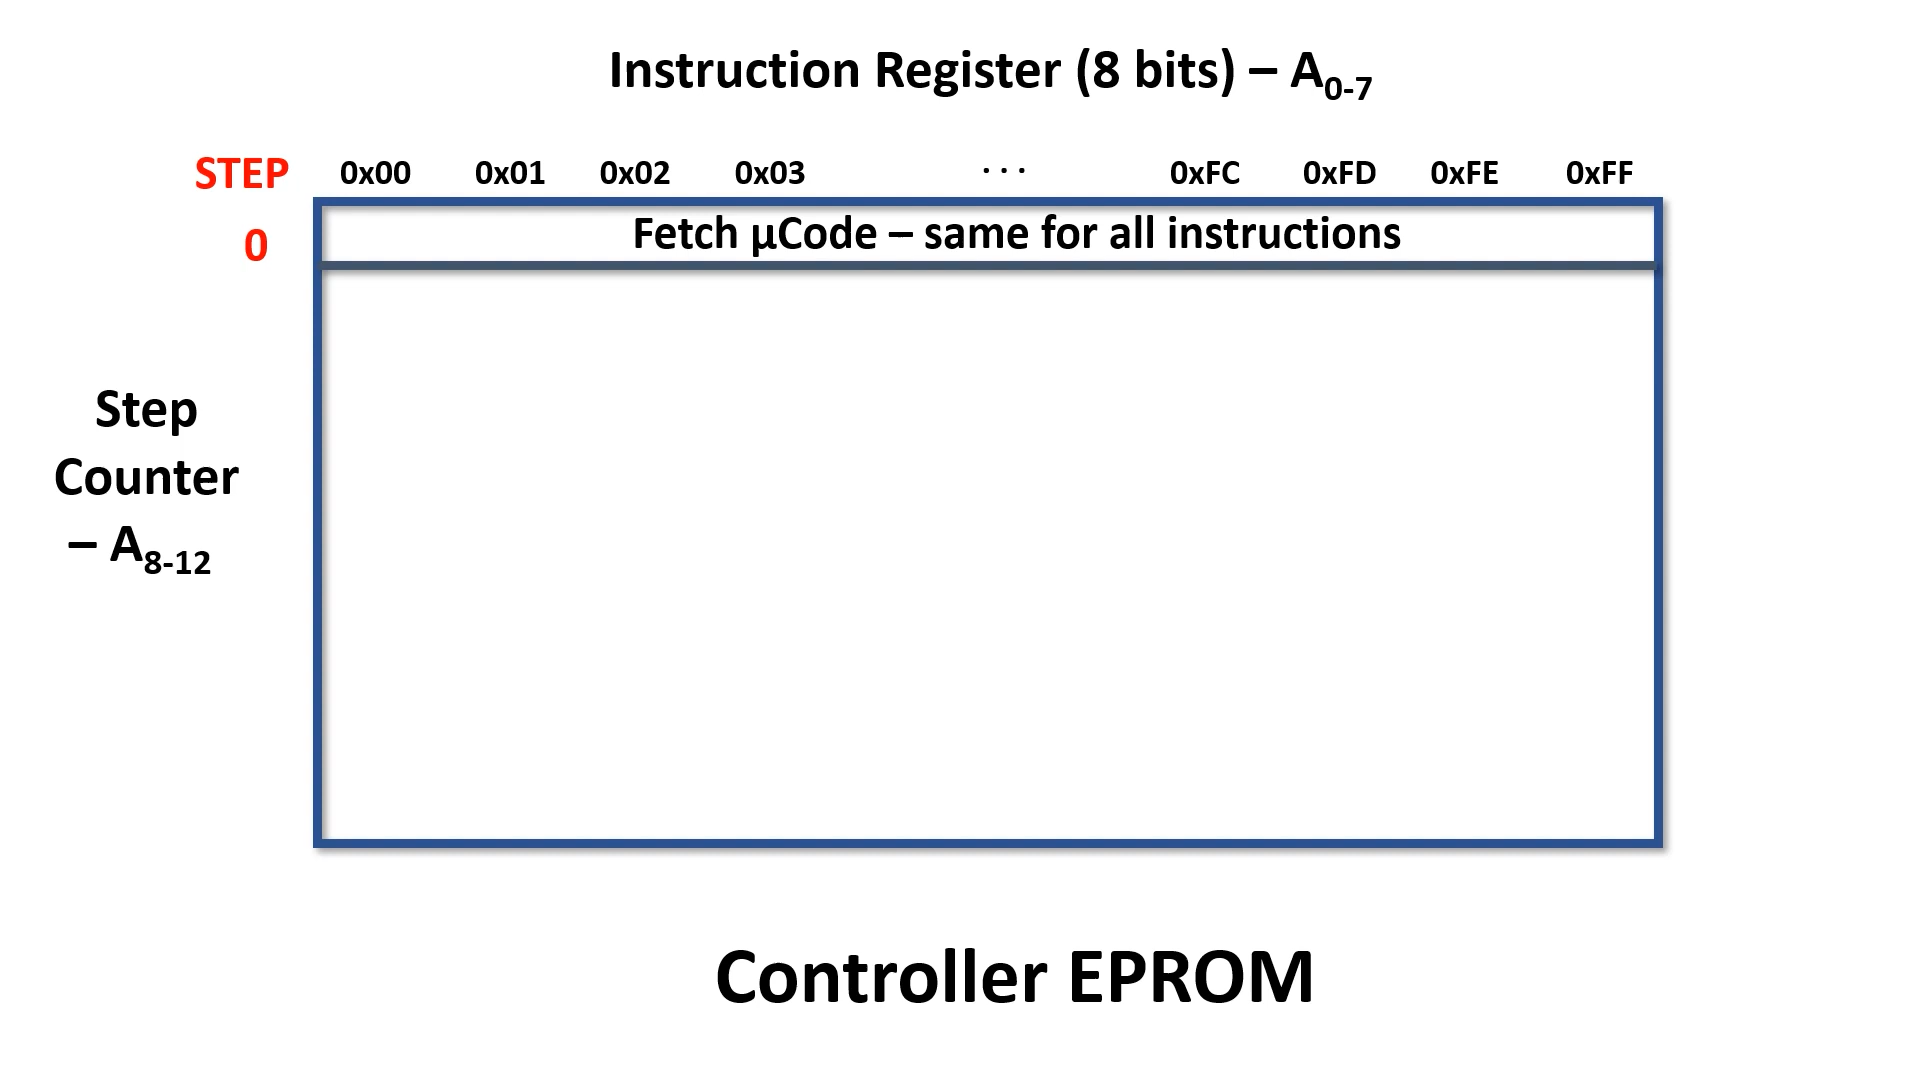 Instruction Register (8 bits) – A0-7
STEP 0x00 0x01 0x02 0x03 ... 0xFC 0xFD 0xFE 0xFF
0 Fetch µCode – same for all instructions
Step
Counter
– A8-12
Controller EPROM